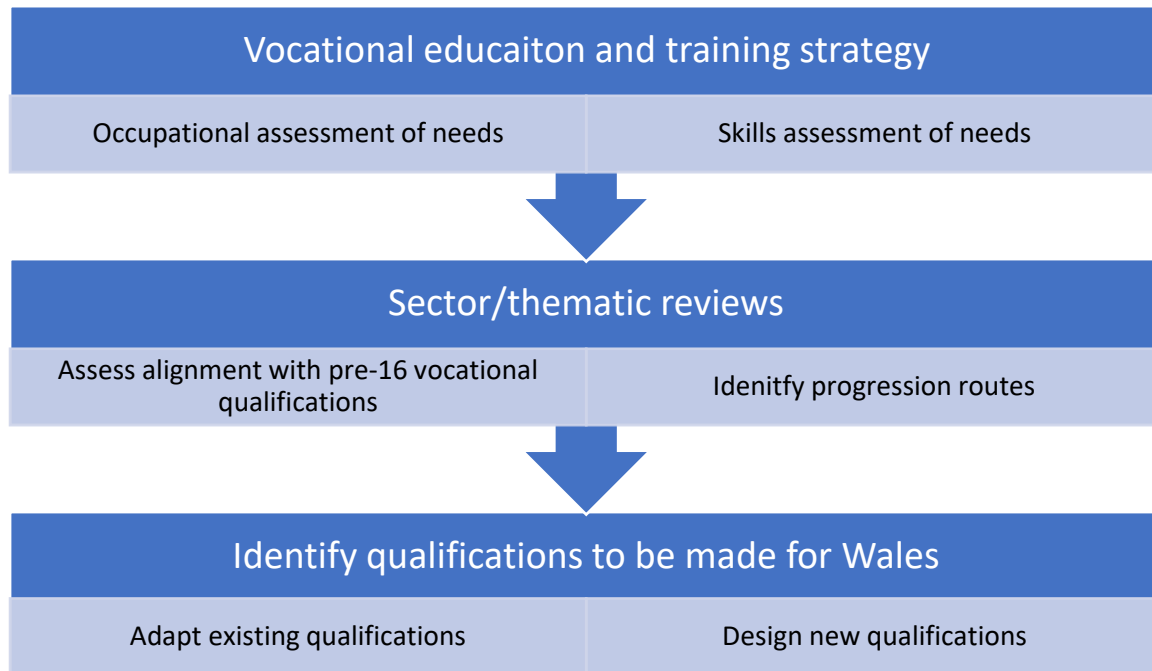 Vocational educaiton and training strategy
Occupational assessment of needs
Skills assessment of needs
Sector/thematic reviews
Assess alignment with pre-16 vocational
qualifications
Idenitfy progression routes
Identify qualifications to be made for Wales
Adapt existing qualifications
Design new qualifications